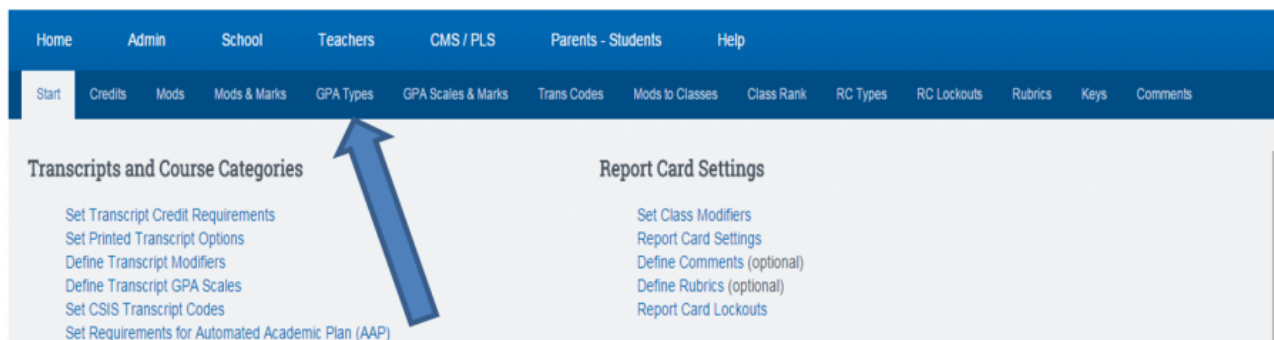 Home Admin School Teachers CMS / PLS Parents - Students Help
Start Credits Mods Mods & Marks GPA Types GPA Scales & Marks Trans Codes Mods to Classes Class Rank RC Types RC Lockouts Rubrics Keys Comments
Transcripts and Course Categories
Set Transcript Credit Requirements
Set Printed Transcript Options
Define Transcript Modifiers
Define Transcript GPA Scales
Set CSIS Transcript Codes
Set Requirements for Automated Academic Plan (AAP)
Report Card Settings
Set Class Modifiers
Report Card Settings
Define Comments (optional)
Define Rubrics (optional)
Report Card Lockouts